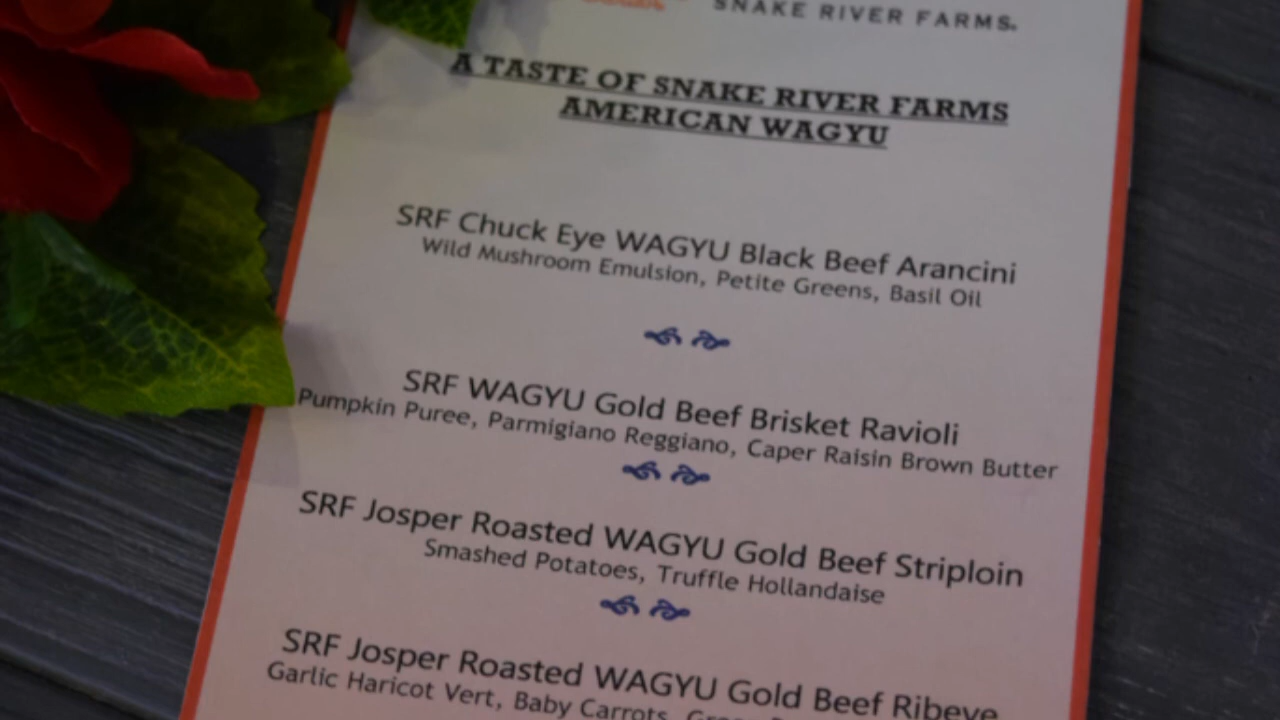 SNAKE RIVER FARMS®
A TASTE OF SNAKE RIVER FARMS
AMERICAN WAGYU
SRF Chuck Eye WAGYU Black Beef Arancini
Wild Mushroom Emulsion, Petite Greens, Basil Oil
SRF WAGYU Gold Beef Brisket Ravioli
Pumpkin Puree, Parmigiano Reggiano, Caper Raisin Brown Butter
SRF Josper Roasted WAGYU Gold Beef Striploin
Smashed Potatoes, Truffle Hollandaise
SRF Josper Roasted WAGYU Gold Beef Ribeye
Garlic Haricot Vert, Baby Carrots,